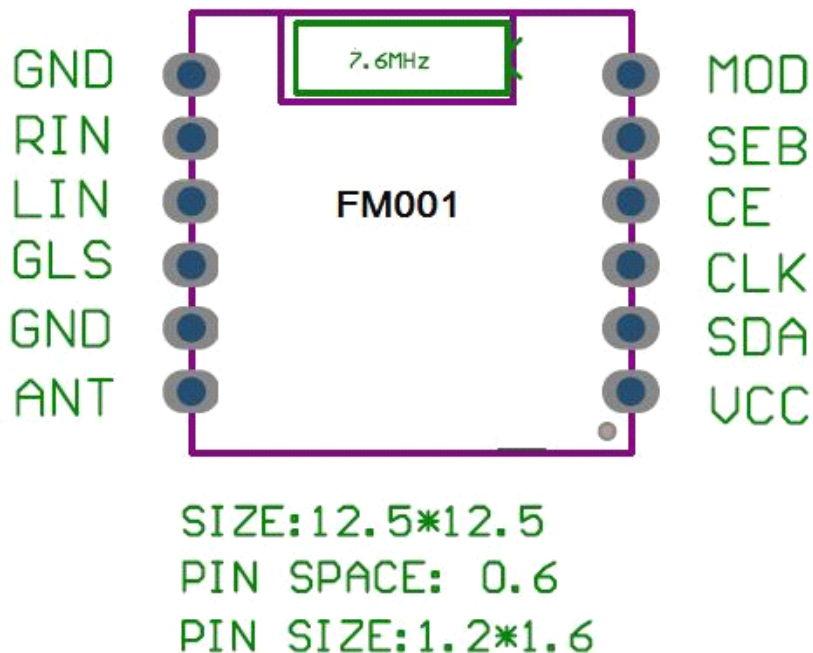 7.6MHz
GND MOD
RIN SEB
LIN FM001 CE
GLS CLK
GND SDA
ANT VCC
SIZE:12.5*12.5
PIN SPACE: 0.6
PIN SIZE:1.2*1.6